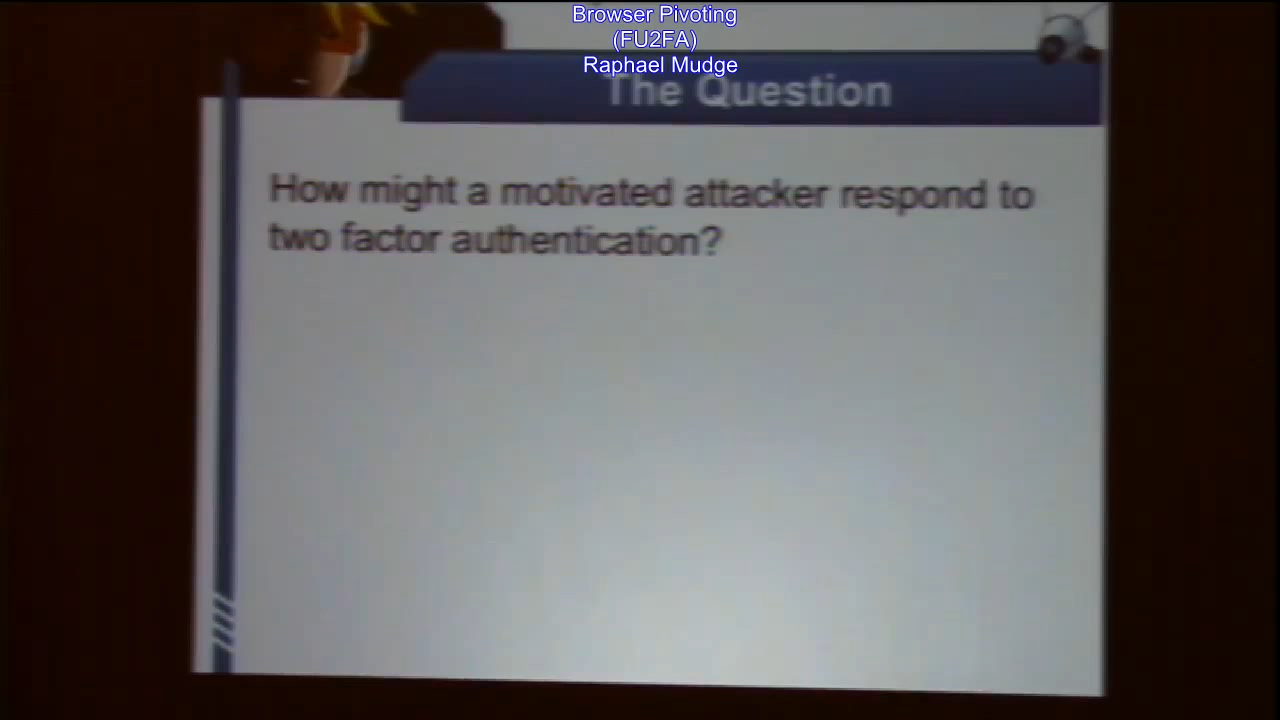 Browser Pivoting
(FU2FA)
Raphael Mudge
The Question
How might a motivated attacker respond to
two factor authentication?